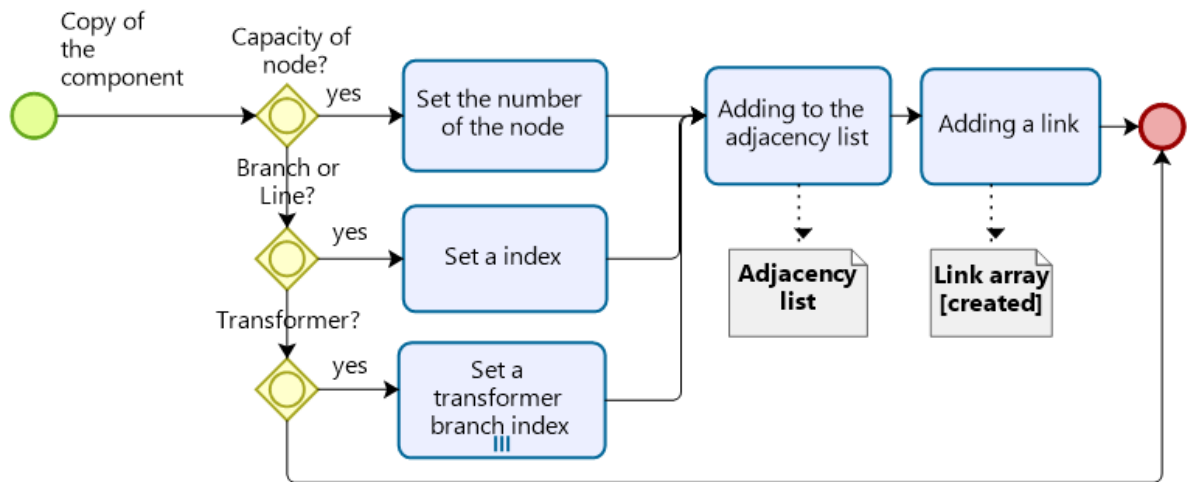 Copy of
the
component
Capacity of
node?
yes
Set the number
of the node
Adding to the
adjacency list
Adding a link
Branch or
Line?
yes
Set a index
Adjacency
list
Link array
[created]
Transformer?
yes
Set a
transformer
branch index